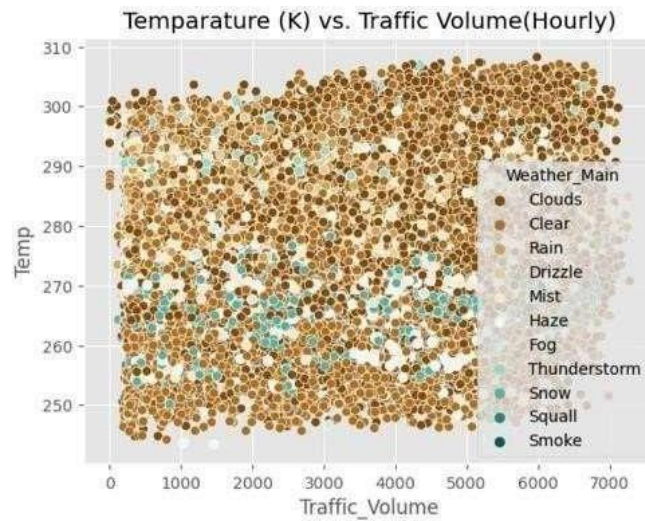 Temparature (K) vs. Traffic Volume(Hourly)
310
300
290
280
270
260
250
Temp
Weather_Main
Clouds
Clear
Rain
Drizzle
Mist
Haze
Fog
Thunderstorm
Snow
Squall
Smoke
0 1000 2000 3000 4000 5000 6000 7000
Traffic_Volume